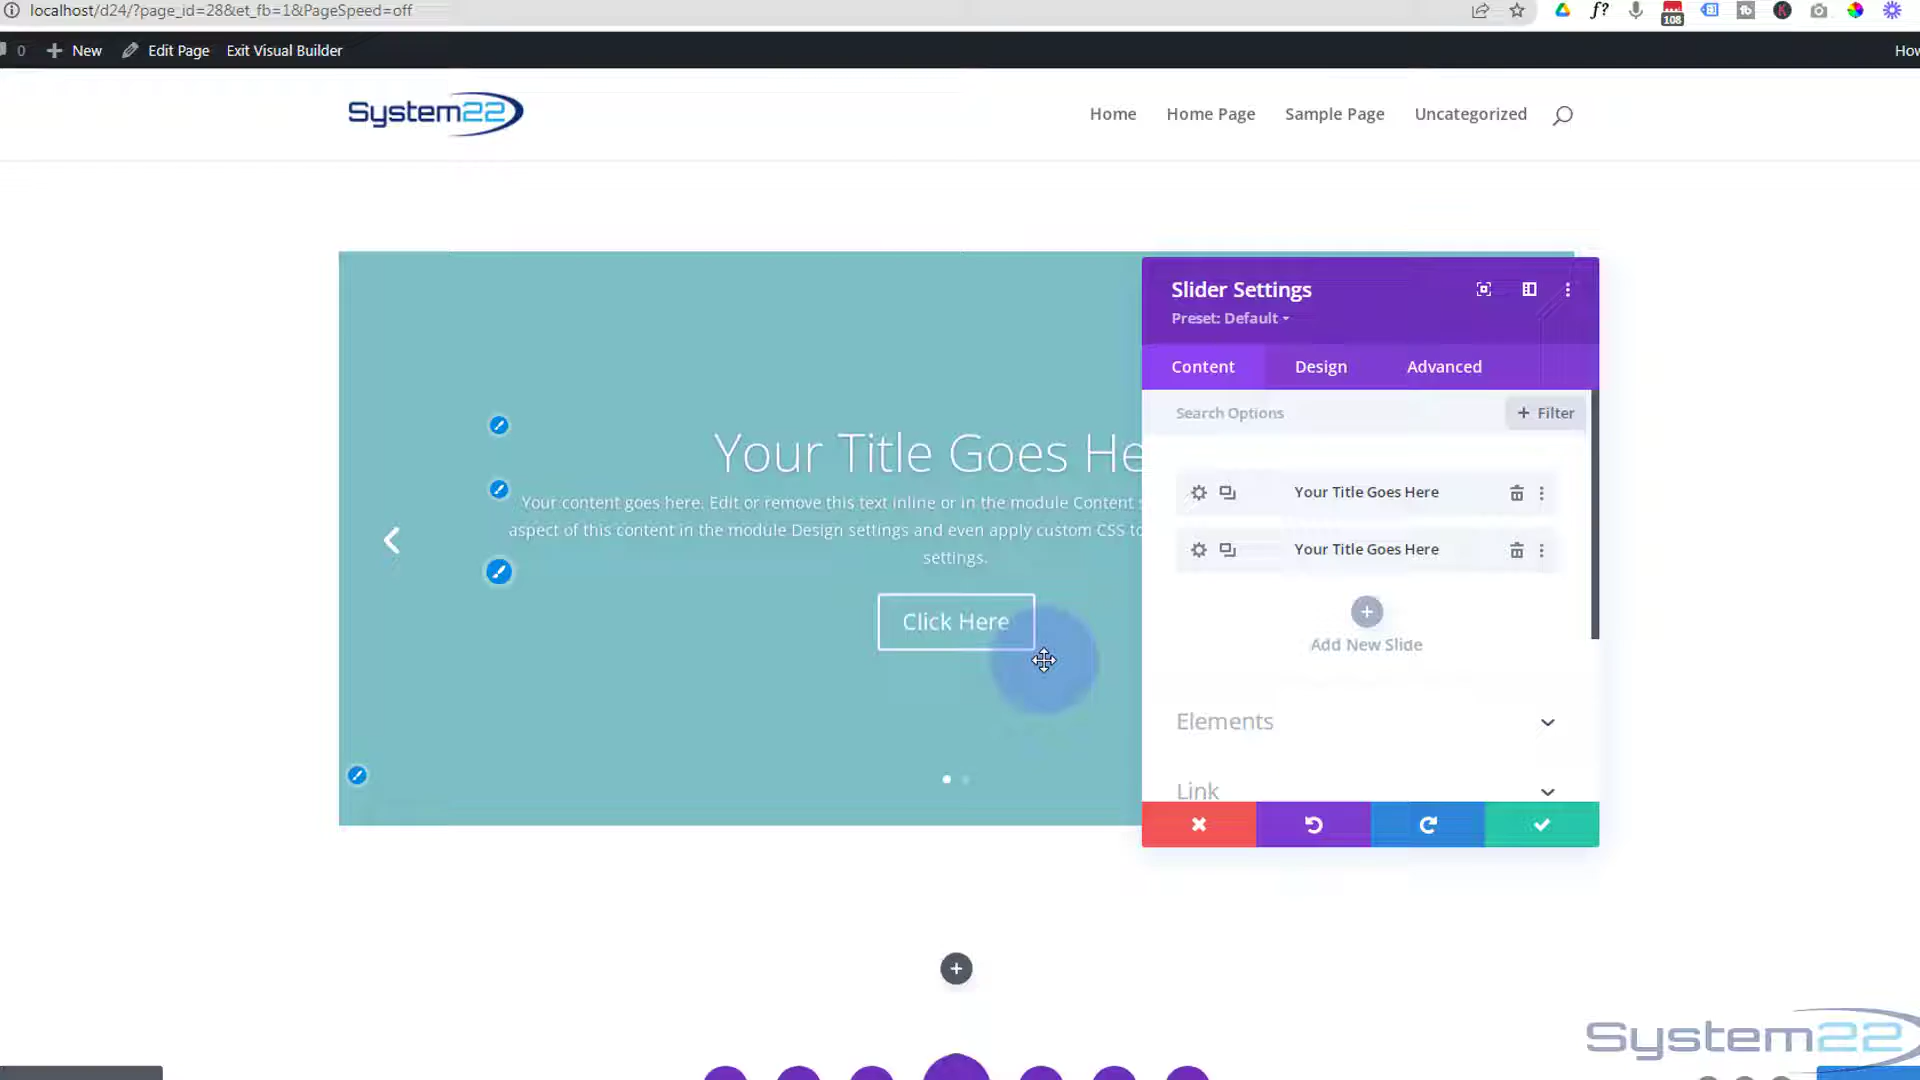 localhost/d24/?page_id=28&et_fb=1&PageSpeed=off
f?
108
0 New Edit Page Exit Visual Builder
How
System22
Home Home Page Sample Page Uncategorized
Slider Settings
Preset: Default
Content Design Advanced
Search Options
Filter
Your Title Goes He
Your content goes here. Edit or remove this text inline or in the module Content
aspect of this content in the module Design settings and even apply custom CSS to
settings.
Click Here
Your Title Goes Here
Your Title Goes Here
Add New Slide
Elements
Link
System22